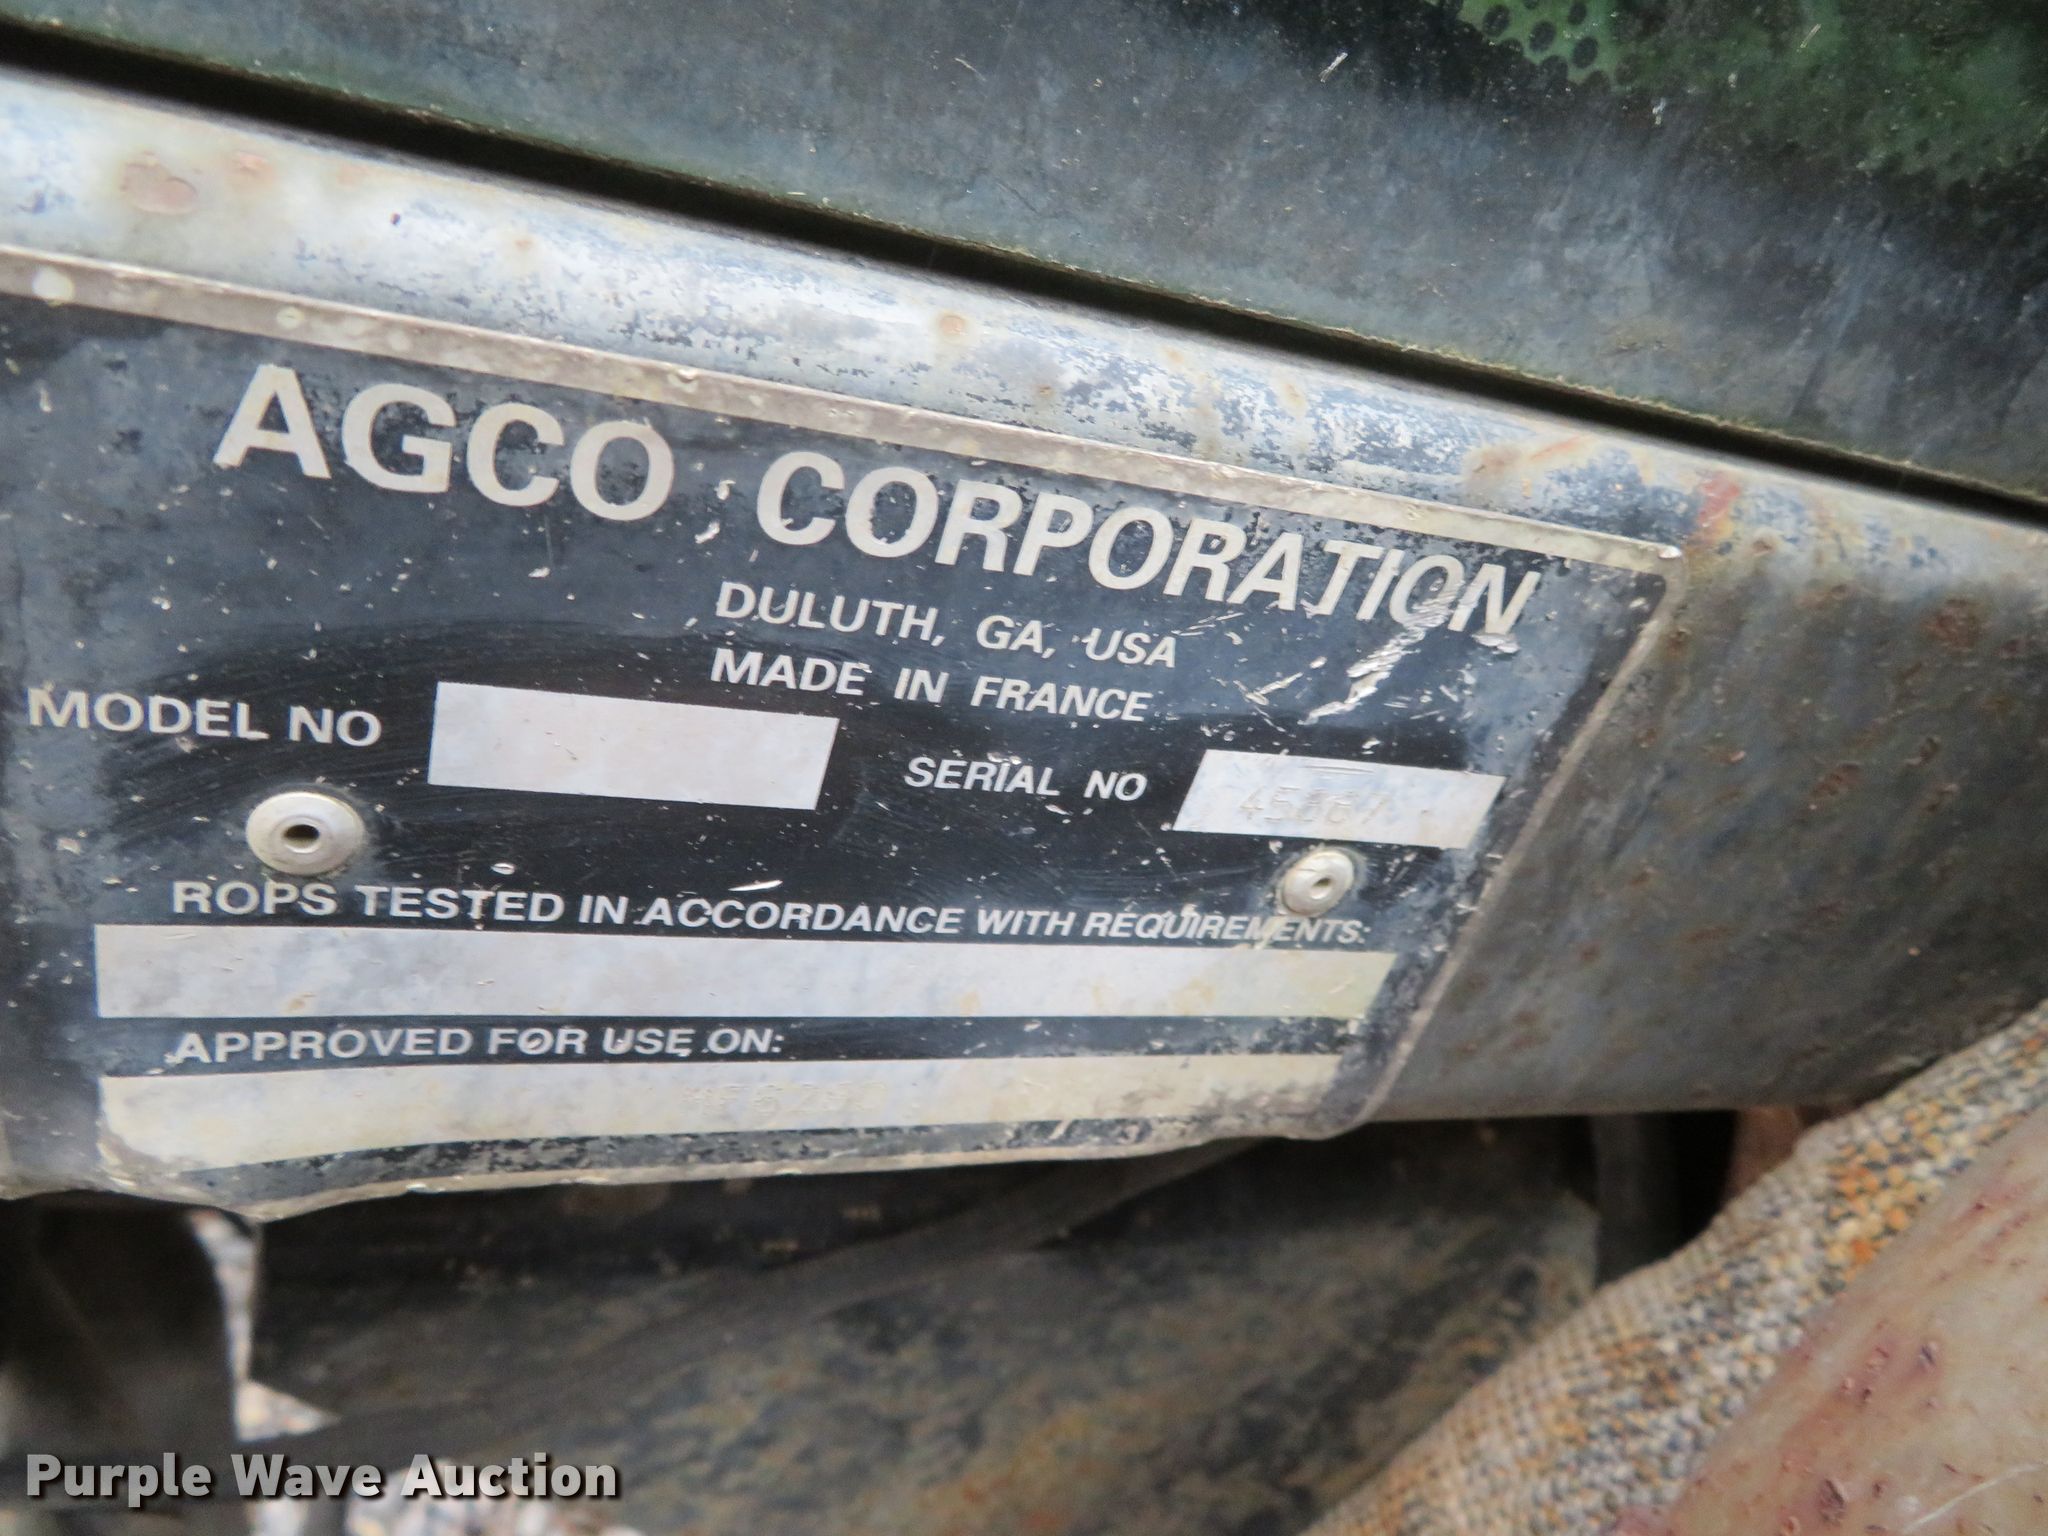 AGCO CORPORATION
DULUTH, GA, USA
MADE IN FRANCE
MODEL NO
SERIAL NO
ROPS TESTED IN ACCORDANCE WITH REQUIREMENTS:
APPROVED FOR USE ON:
Purple Wave Auction